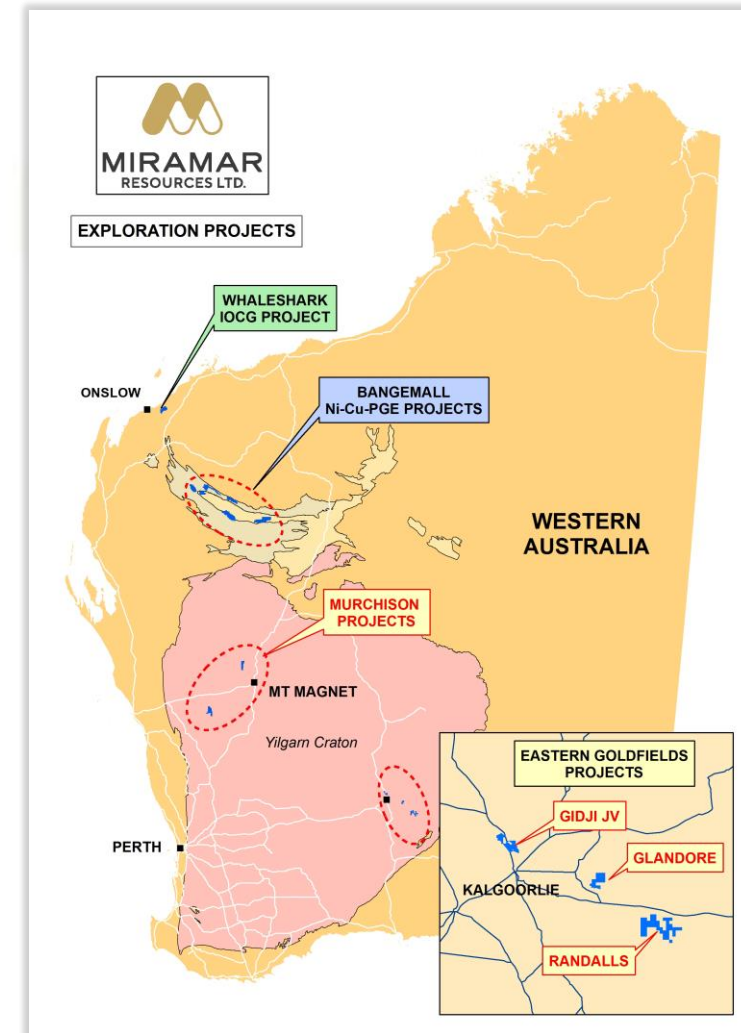 MIRAMAR
RESOURCES LTD.
EXPLORATION PROJECTS
WHALESHARK
IOCG PROJECT
ONSLOW
BANGEMALL
Ni-Cu-PGE PROJECTS
WESTERN
AUSTRALIA
MURCHISON
PROJECTS
MT MAGNET
Yilgarn Craton
PERTH
EASTERN GOLDFIELDS
PROJECTS
GIDJI JV
GLANDORE
KALGOORLIE
RANDALLS